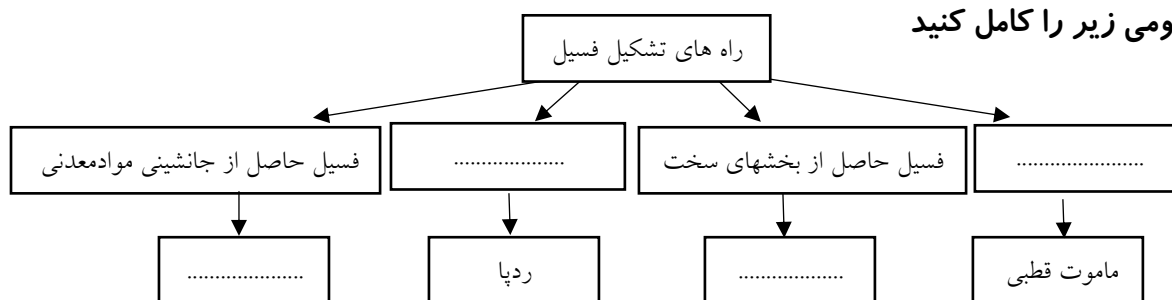 ومی زیر را کامل کنید
راه های تشکیل فسیل
......................
فسیل حاصل از بخشهای سخت
...................
فسیل حاصل از جانشینی موادمعدنی
ماموت قطبی
..................
ردپا
....................